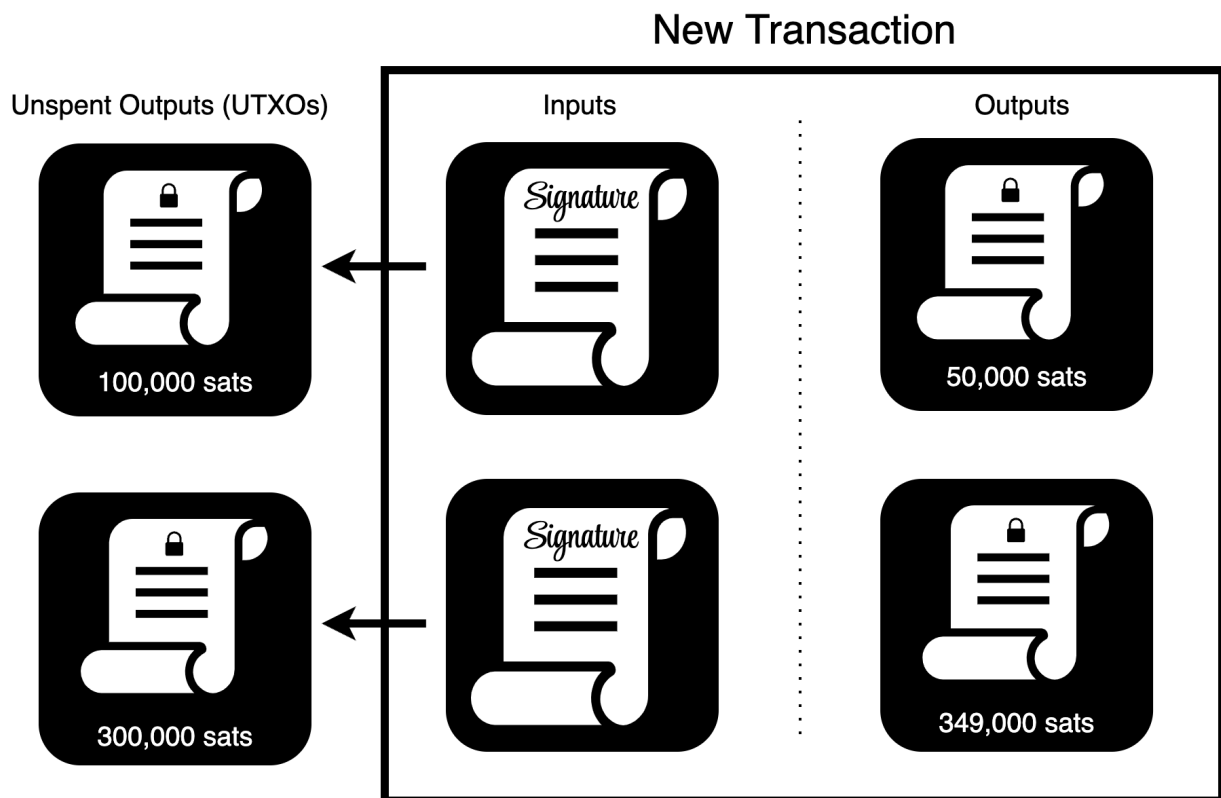 New Transaction
Unspent Outputs (UTXOs)
Inputs
Outputs
100,000 sats
Signature
50,000 sats
300,000 sats
Signature
349,000 sats